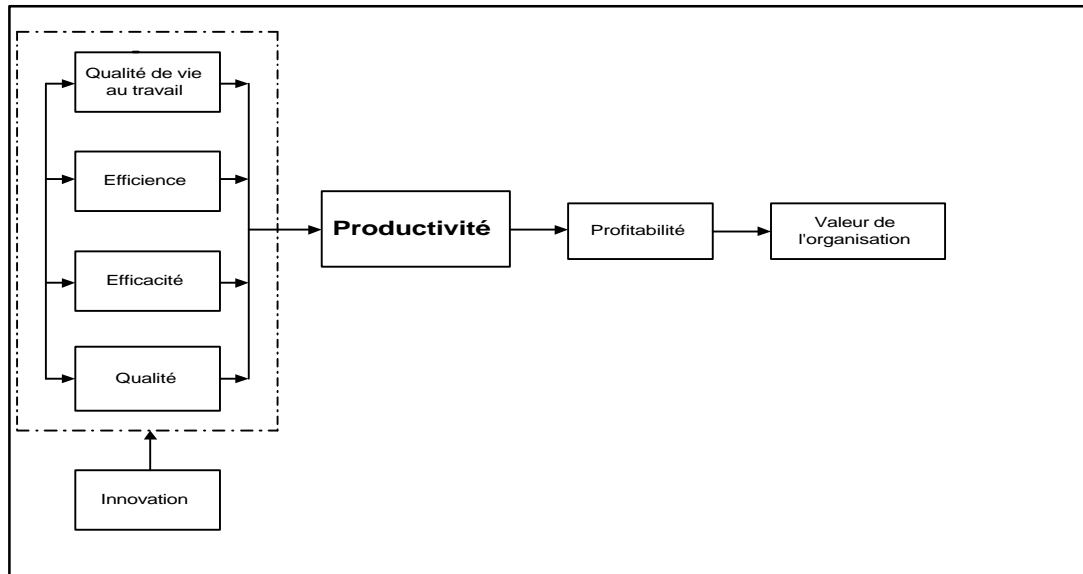 Qualité de vie
au travail
Efficience
Efficacité
Qualité
Innovation
Productivité
Profitabilité
Valeur de
l'organisation